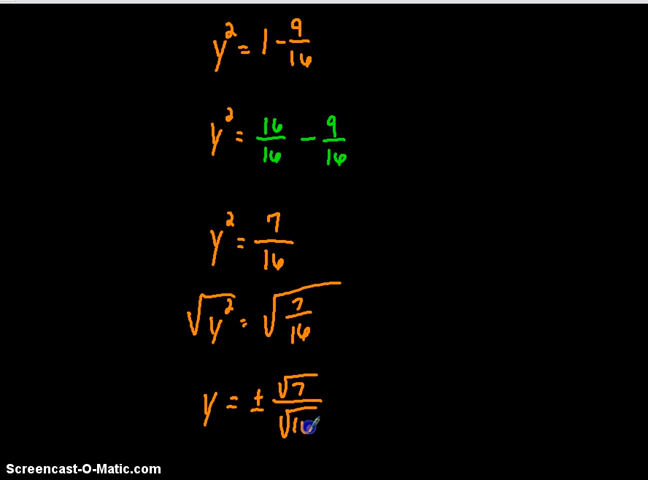 y² = 1 - 9/16
y² = 16/16 - 9/16
y² = 7/16
√y² = √7/16
y = ± √7/√16
Screencast-O-Matic.com